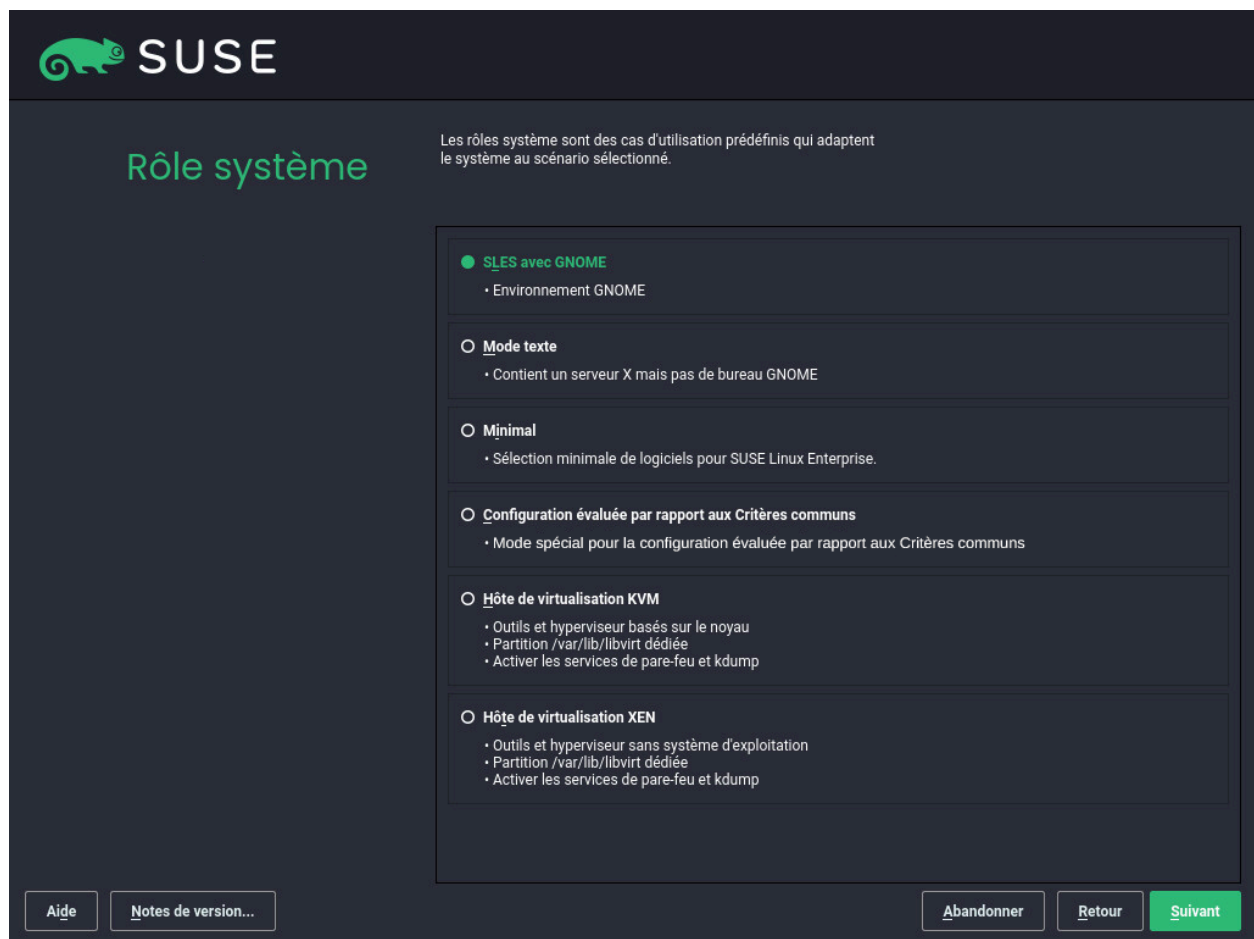 SUSE
Rôle système
Les rôles système sont des cas d'utilisation prédéfinis qui adaptent
le système au scénario sélectionné.
SLES avec GNOME
• Environnement GNOME
Mode texte
• Contient un serveur X mais pas de bureau GNOME
Minimal
• Sélection minimale de logiciels pour SUSE Linux Enterprise.
Configuration évaluée par rapport aux Critères communs
• Mode spécial pour la configuration évaluée par rapport aux Critères communs
Hôte de virtualisation KVM
• Outils et hyperviseur basés sur le noyau
• Partition /var/lib/libvirt dédiée
• Activer les services de pare-feu et kdump
Hôte de virtualisation XEN
• Outils et hyperviseur sans système d'exploitation
• Partition /var/lib/libvirt dédiée
• Activer les services de pare-feu et kdump
Aide
Notes de version...
Abandonner
Retour
Suivant